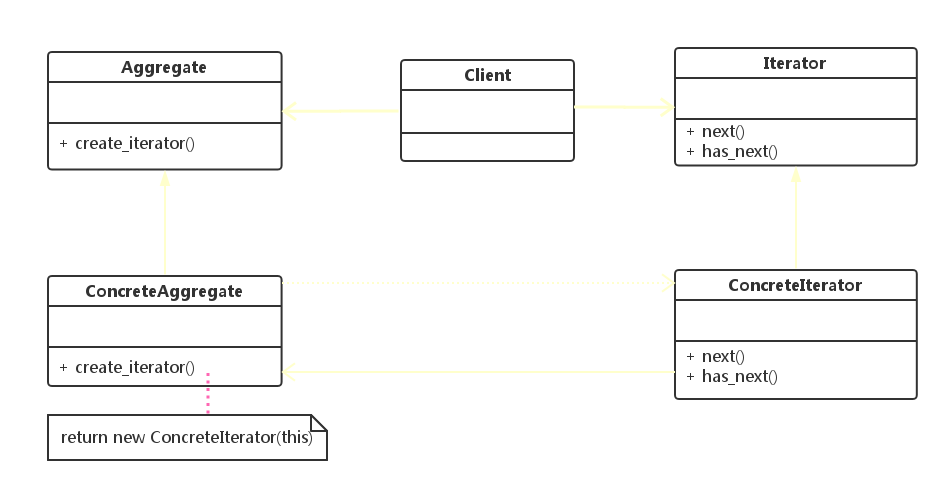 Aggregate
+ create_iterator()
Client
Iterator
+ next()
+ has_next()
ConcreteAggregate
+ create_iterator()
return new ConcreteIterator(this)
ConcreteIterator
+ next()
+ has_next()